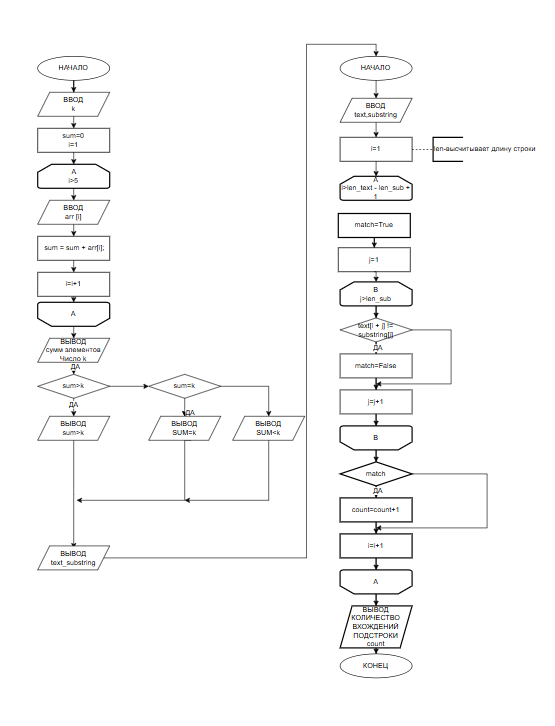 НАЧАЛО
ВВОД
k
sum=0
i=1
A
i>5
ВВОД
arr [i]
sum = sum + arr[i];
i=i+1
A
ВЫВОД
сумм элементов
Число k
ДА
sum>k
sum=k
ДА
ДА
ВЫВОД
sum>k
ВЫВОД
SUM=k
ВЫВОД
SUM<k
ВЫВОД
text_substring
НАЧАЛО
ВВОД
text,substring
i=1
len-высчитывает длину строки
A
i>len_text - len_sub +
1
match=True
j=1
B
j>len_sub
text[i + j] !=
substring[j]
ДА
match=False
j=j+1
B
match
ДА
count=count+1
i=i+1
A
ВЫВОД
КОЛИЧЕСТВО
ВХОЖДЕНИЙ
ПОДСТРОКИ
count
КОНЕЦ